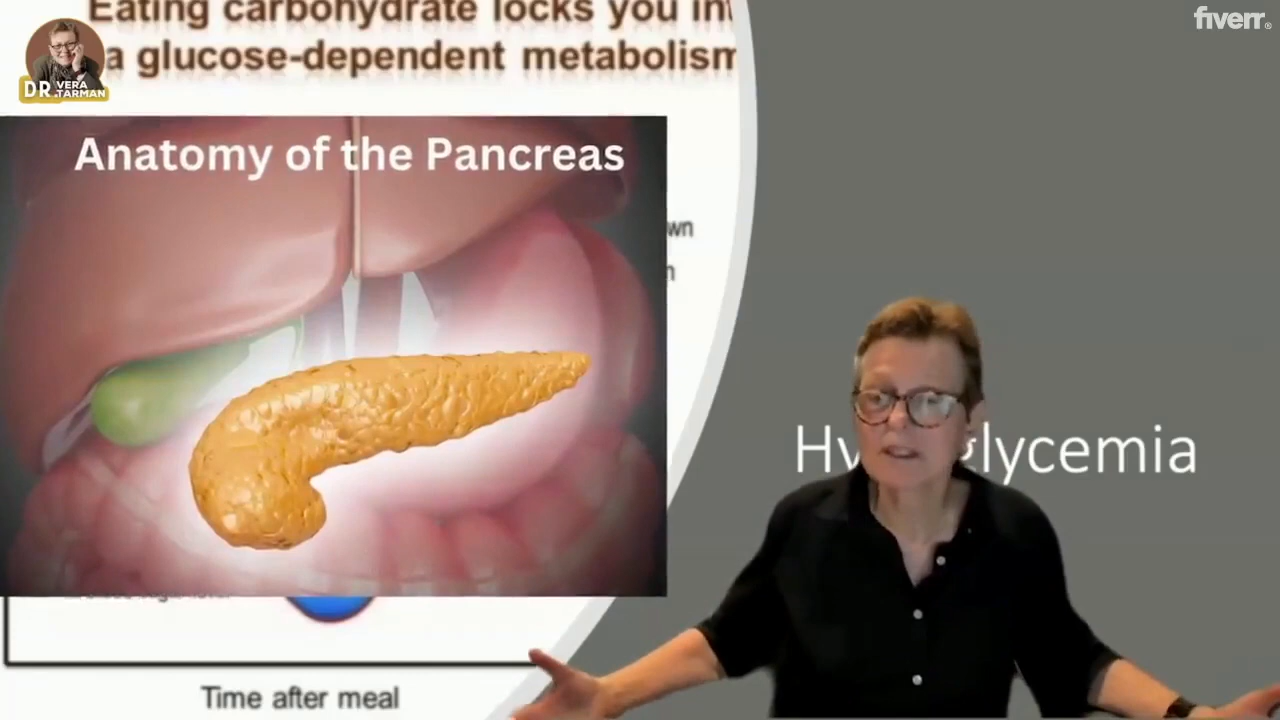 Eating carbohydrate locks you int
a glucose-dependent metabolism
fiverr®
DR. VERA
TARMAN
Anatomy of the Pancreas
wn
Hy glycemia
Time after meal